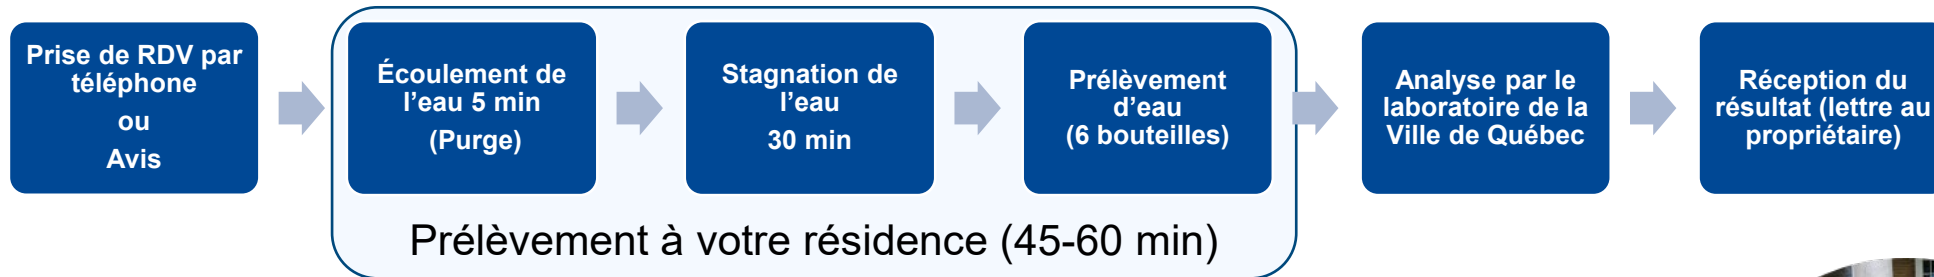 Prise de RDV par
téléphone
ou
Avis
Écoulement de
l'eau 5 min
(Purge)
Stagnation de
l'eau
30 min
Prélèvement
d'eau
(6 bouteilles)
Analyse par le
laboratoire de la
Ville de Québec
Réception du
résultat (lettre au
propriétaire)
Prélèvement à votre résidence (45-60 min)